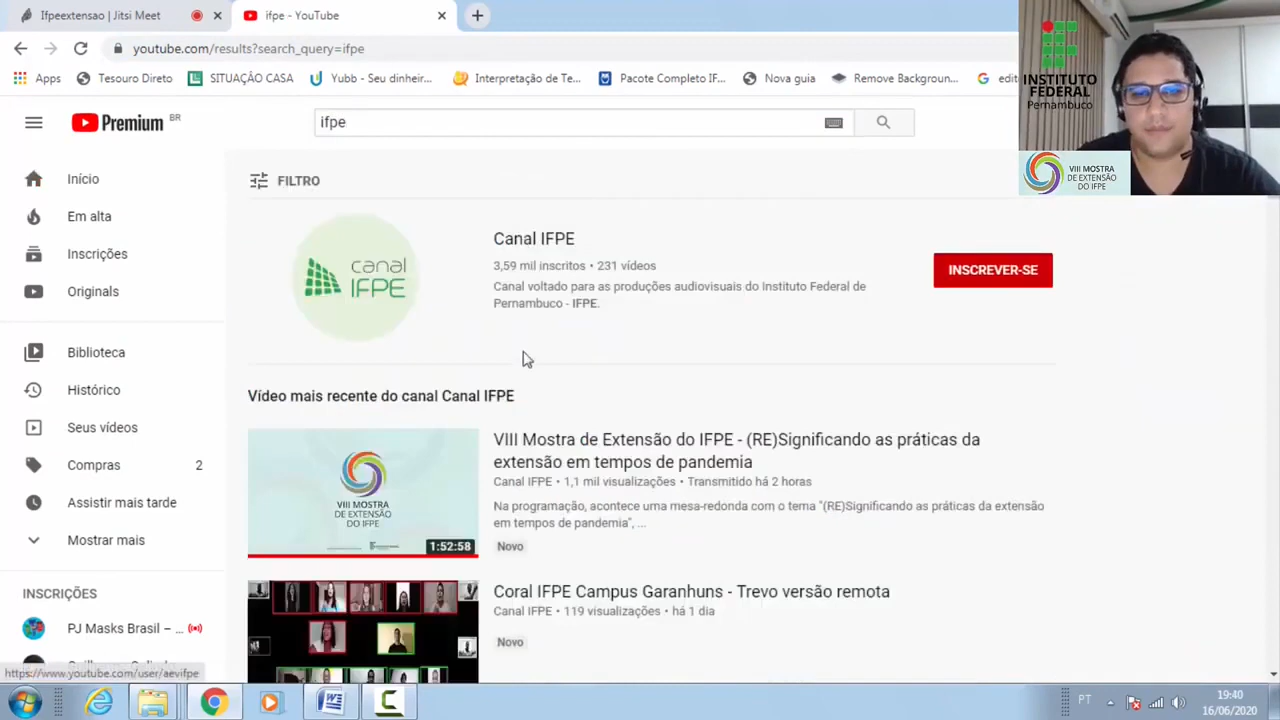 Ifpeextensao | Jitsi Meet
ifpe - YouTube
youtube.com/results?search_query=ifpe
Apps
Tesouro Direto
SITUAÇÃO CASA
Yubb - Seu dinheir...
Interpretação de Te...
Pacote Completo IF...
Nova guia
Remove Backgroun...
INSTITUTO
FEDERAL
Pernambuco
VIII MOSTRA
DE EXTENSÃO
DO IFPE
Premium BR
ifpe
Início
Em alta
Inscrições
Originals
Biblioteca
Histórico
Seus vídeos
Compras 2
Assistir mais tarde
Mostrar mais
INSCRIÇÕES
PJ Masks Brasil – ...
https://www.youtube.com/user/aevifpe
FILTRO
canal
IFPE
Canal IFPE
3,59 mil inscritos • 231 vídeos
Canal voltado para as produções audiovisuais do Instituto Federal de
Pernambuco - IFPE.
INSCREVER-SE
Vídeo mais recente do canal Canal IFPE
VIII MOSTRA
DE EXTENSÃO
DO IFPE
1:52:58
VIII Mostra de Extensão do IFPE - (RE)Significando as práticas da
extensão em tempos de pandemia
Canal IFPE • 1,1 mil visualizações • Transmitido há 2 horas
Na programação, acontece uma mesa-redonda com o tema "(RE)Significando as práticas da extensão
em tempos de pandemia", ...
Novo
Coral IFPE Campus Garanhuns - Trevo versão remota
Canal IFPE • 119 visualizações • há 1 dia
Novo
PT
19:40
16/06/2020